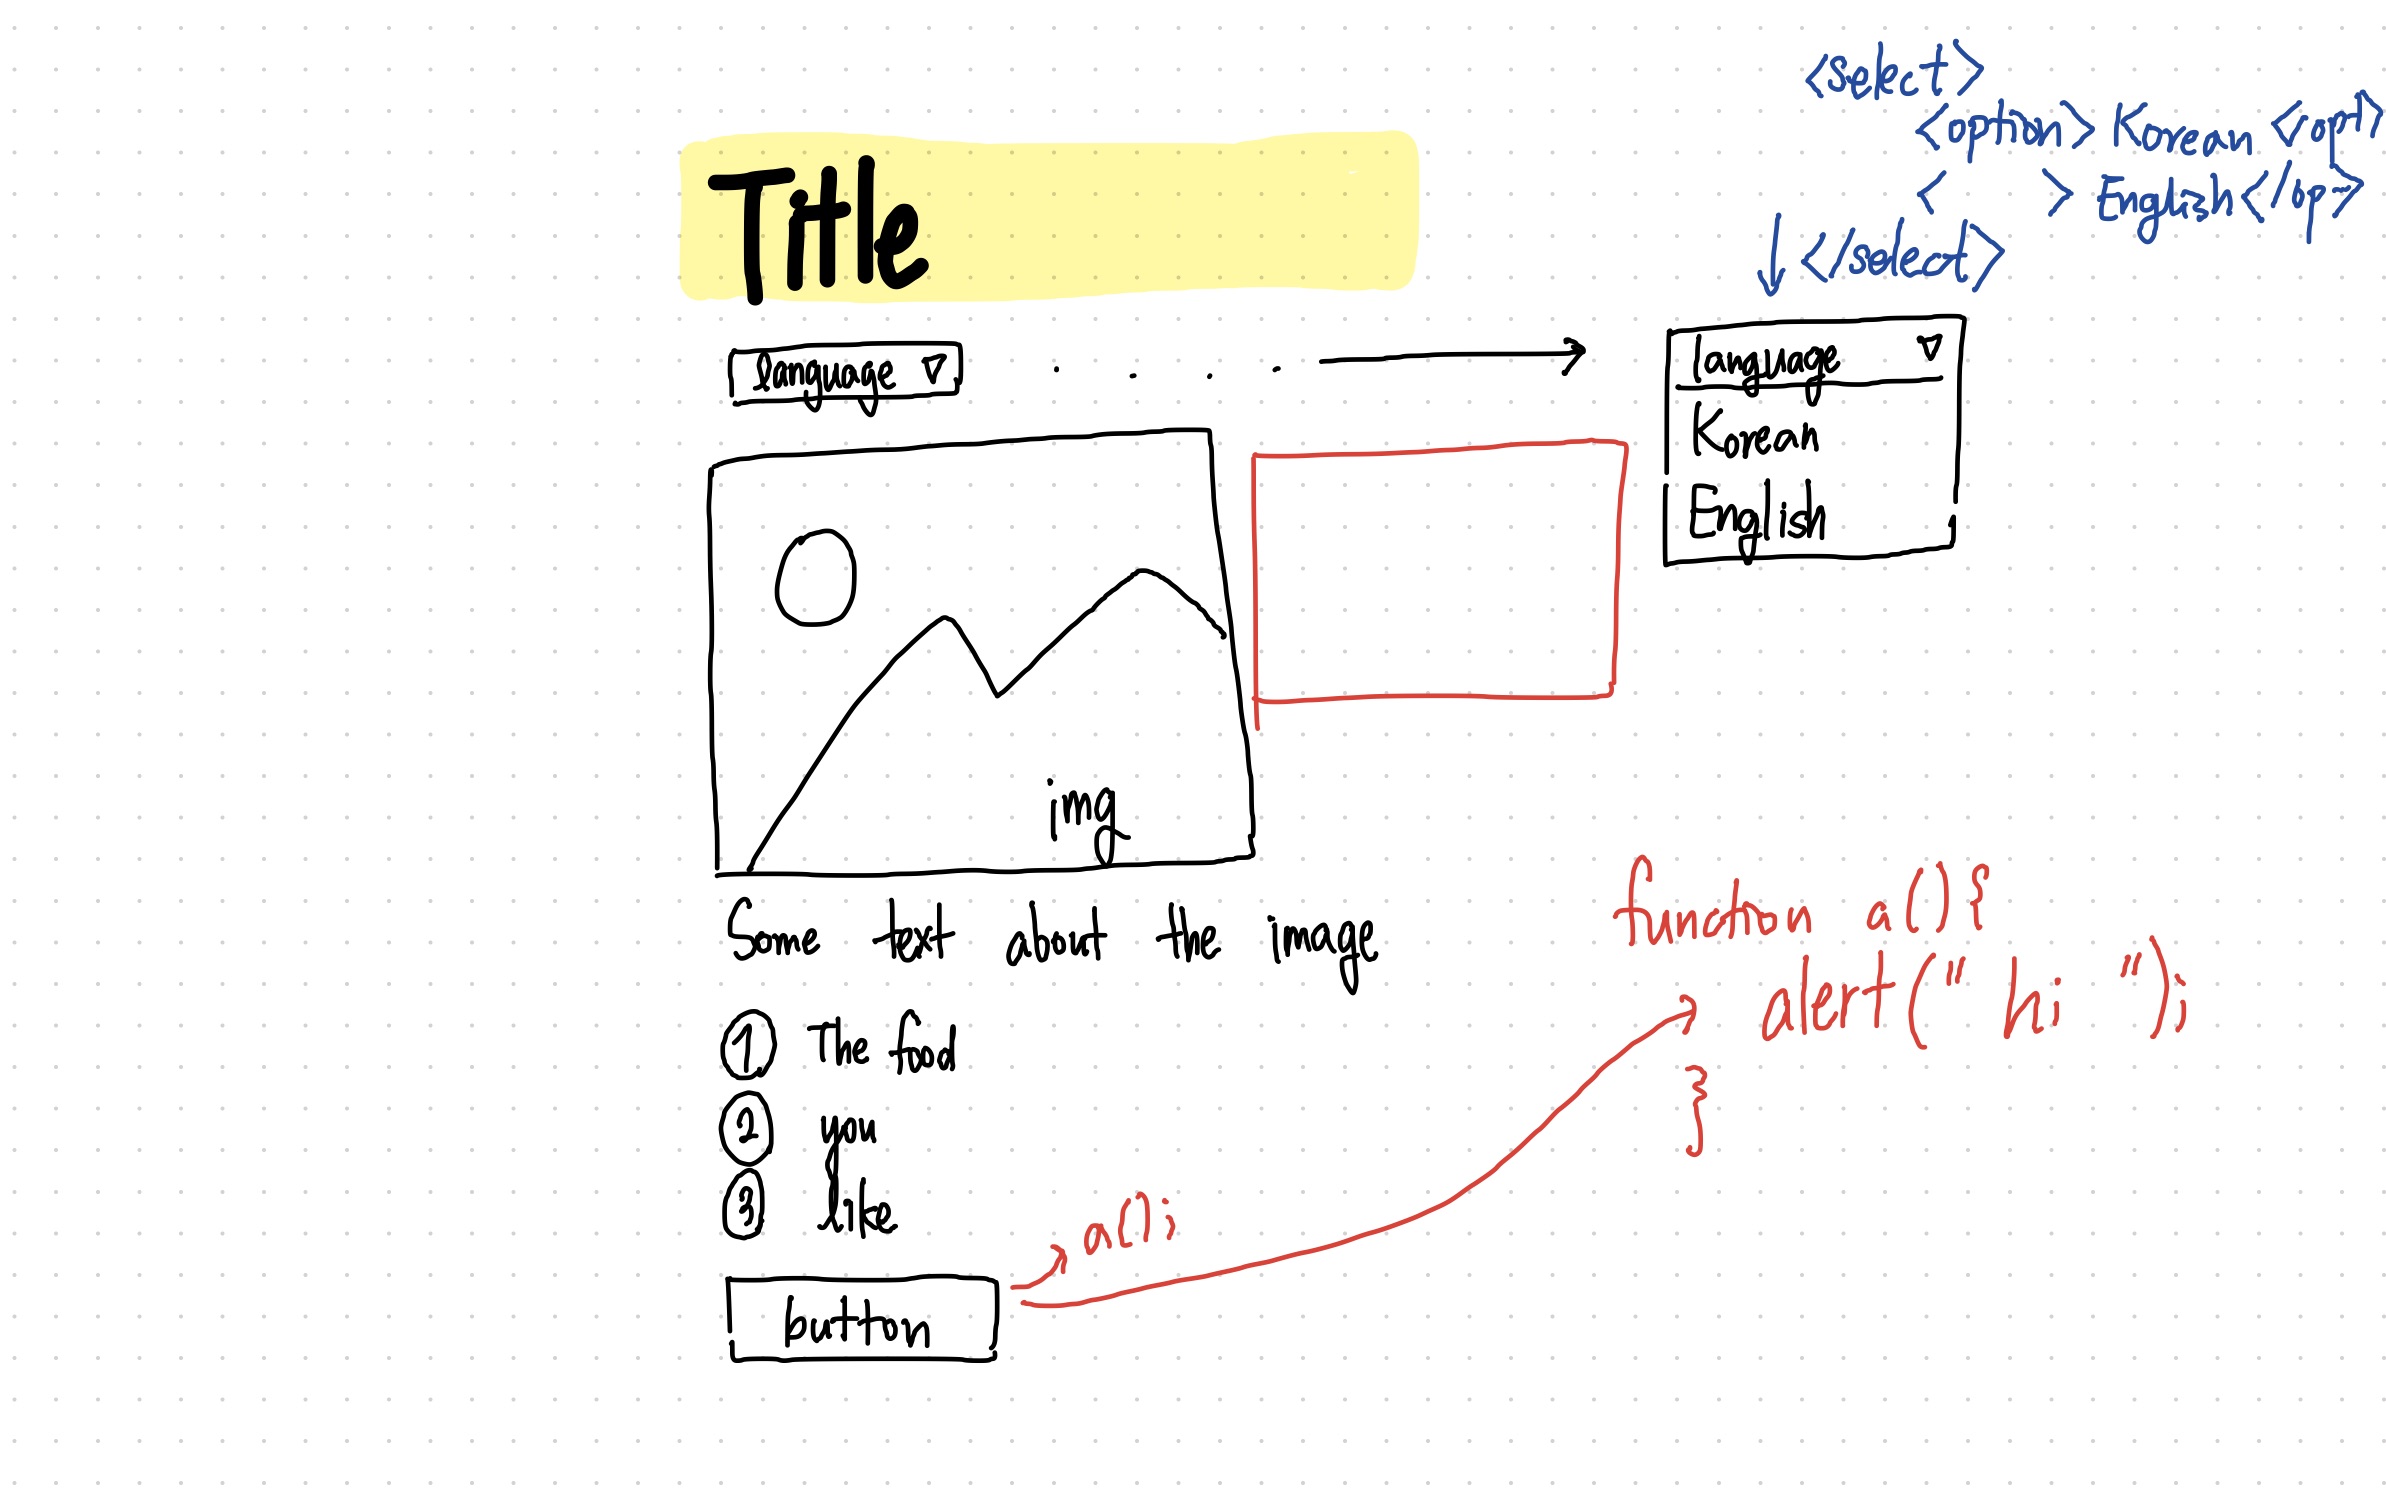 Title
<select>
<option> Korean </opt>
< > English </op>
</select>
language
language
Korean
English
img
Some text about the image
1 The food
2 you
3 like
button
a();
function a(){
alert(" hi ");
}